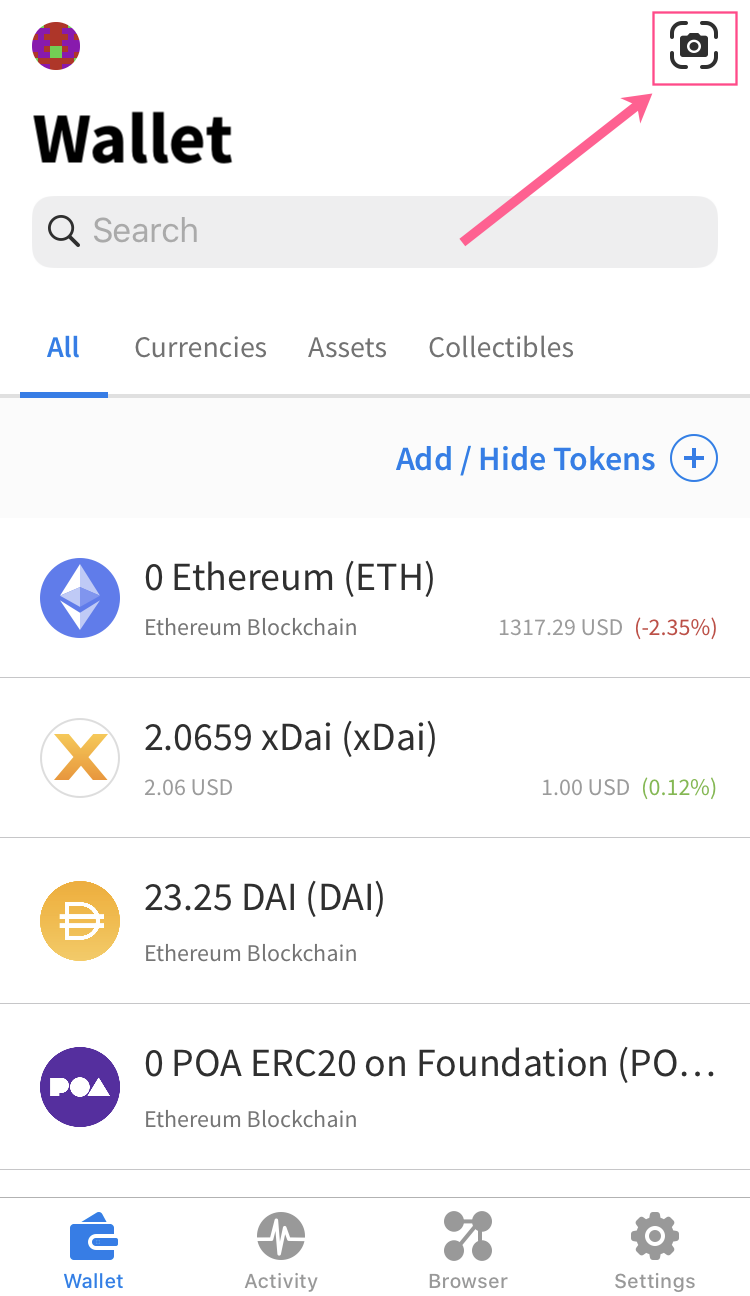 Wallet
Search
All Currencies Assets Collectibles
Add / Hide Tokens
0 Ethereum (ETH)
Ethereum Blockchain 1317.29 USD (-2.35%)
2.0659 xDai (xDai)
2.06 USD 1.00 USD (0.12%)
23.25 DAI (DAI)
Ethereum Blockchain
0 POA ERC20 on Foundation (PO...
POA
Ethereum Blockchain
Wallet Activity Browser Settings